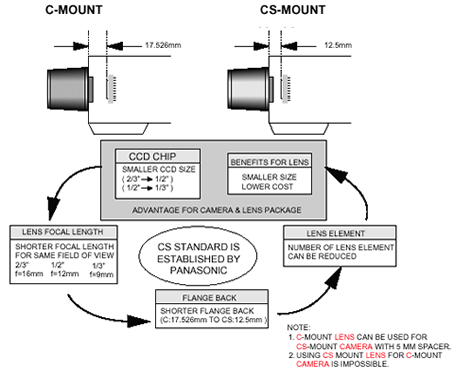 C-MOUNT
CS-MOUNT
17.526mm
12.5mm
CCD CHIP
SMALLER CCD SIZE
( 2/3"➔1/2" )
( 1/2"➔1/3" )
BENEFITS FOR LENS
SMALLER SIZE
LOWER COST
ADVANTAGE FOR CAMERA & LENS PACKAGE
LENS FOCAL LENGTH
SHORTER FOCAL LENGTH
FOR SAME FIELD OF VIEW
2/3" 1/2" 1/3"
f=16mm f=12mm f=9mm
CS STANDARD IS
ESTABLISHED BY
PANASONIC
LENS ELEMENT
NUMBER OF LENS ELEMENT
CAN BE REDUCED
FLANGE BACK
SHORTER FLANGE BACK
(C:17.526mm TO CS:12.5mm )
NOTE:
1. C-MOUNT LENS CAN BE USED FOR
CS-MOUNT CAMERA WITH 5 MM SPACER.
2. USING CS MOUNT LENS FOR C-MOUNT
CAMERA IS IMPOSSIBLE.